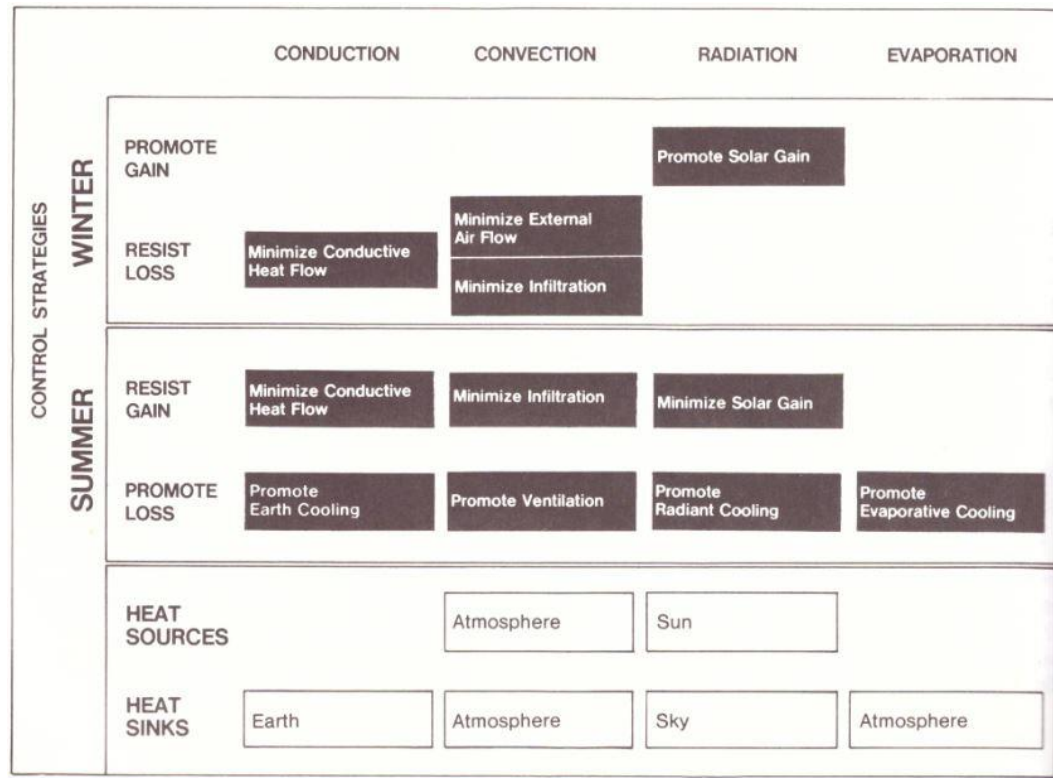 CONDUCTION CONVECTION RADIATION EVAPORATION
CONTROL STRATEGIES
WINTER
PROMOTE
GAIN
Promote Solar Gain
RESIST
LOSS
Minimize Conductive
Heat Flow
Minimize External
Air Flow
Minimize Infiltration
SUMMER
RESIST
GAIN
Minimize Conductive
Heat Flow
Minimize Infiltration
Minimize Solar Gain
PROMOTE
LOSS
Promote
Earth Cooling
Promote Ventilation
Promote
Radiant Cooling
Promote
Evaporative Cooling
HEAT
SOURCES
Atmosphere
Sun
HEAT
SINKS
Earth
Atmosphere
Sky
Atmosphere